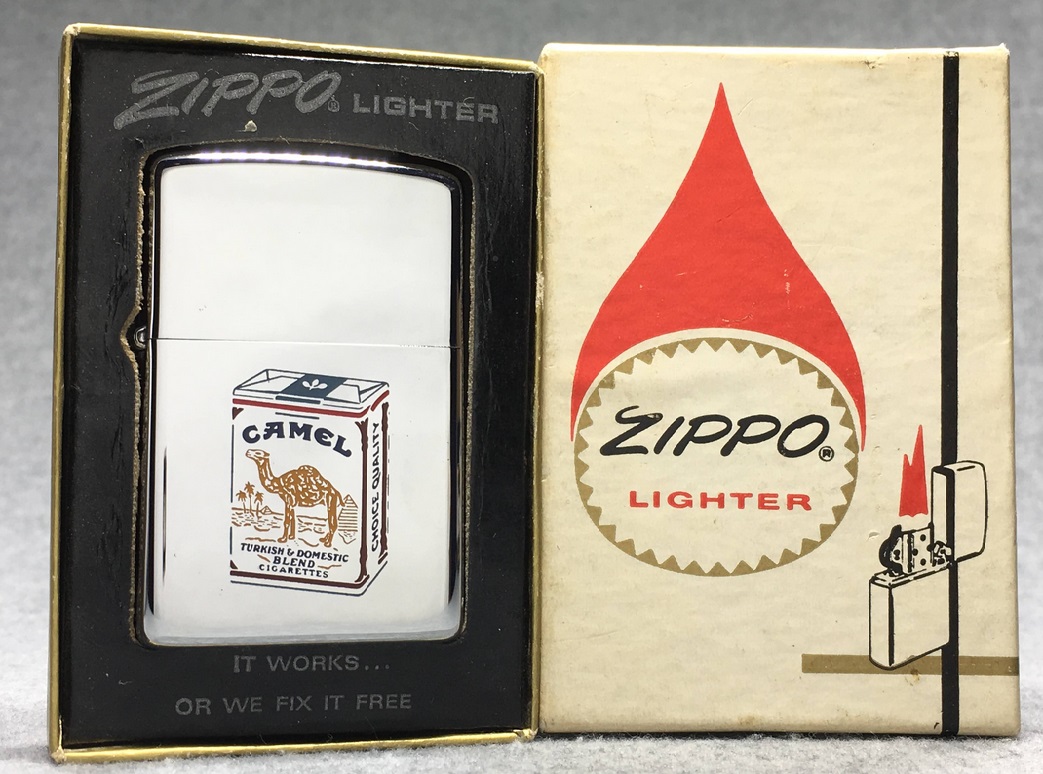 ZIPPO® LIGHTER
CAMEL
CHOICE QUALITY
TURKISH & DOMESTIC
BLEND
CIGARETTES
IT WORKS...
OR WE FIX IT FREE
ZIPPO®
LIGHTER